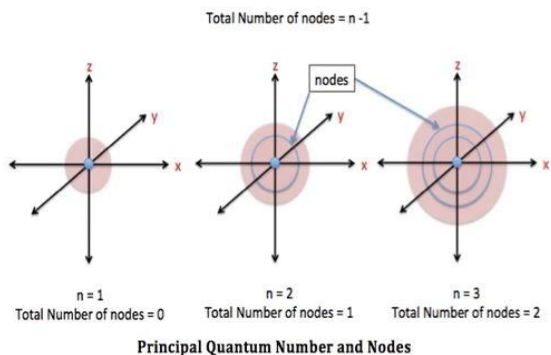 Total Number of nodes = n -1
nodes
z
y
x
z
y
x
z
y
x
n = 1
Total Number of nodes = 0
n = 2
Total Number of nodes = 1
n = 3
Total Number of nodes = 2
Principal Quantum Number and Nodes